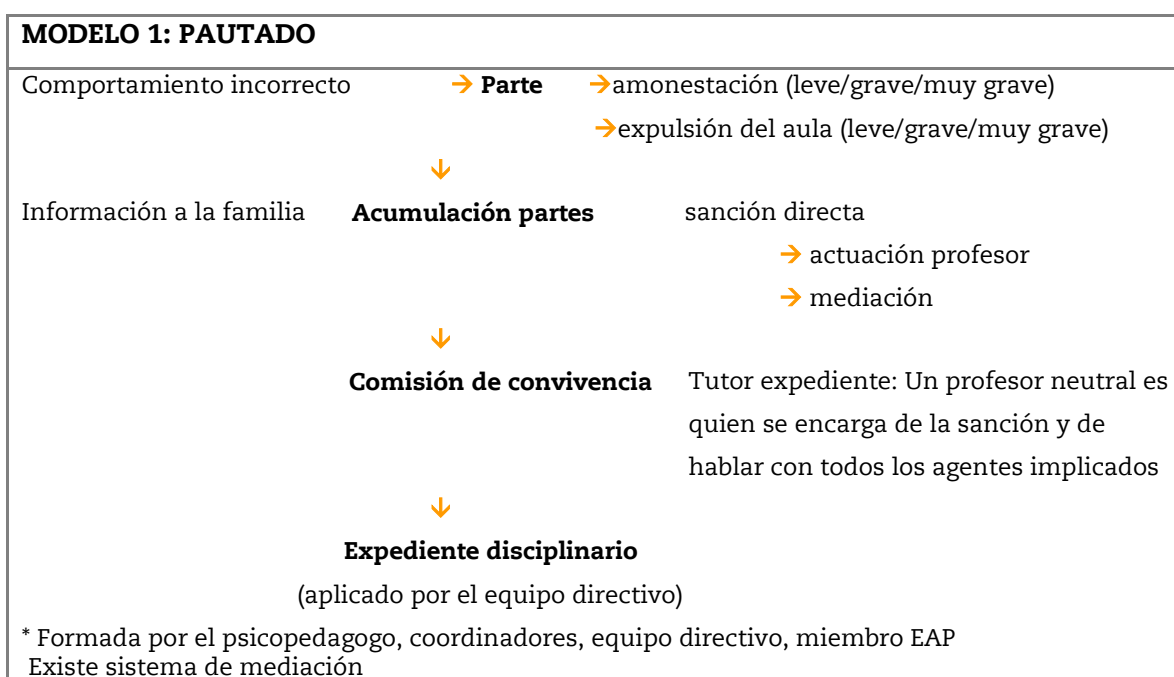 MODELO 1: PAUTADO
Comportamiento incorrecto → Parte →amonestación (leve/grave/muy grave)
→expulsión del aula (leve/grave/muy grave)
↓
Información a la familia Acumulación partes sanción directa
→ actuación profesor
→ mediación
↓
Comisión de convivencia Tutor expediente: Un profesor neutral es
quien se encarga de la sanción y de
hablar con todos los agentes implicados
↓
Expediente disciplinario
(aplicado por el equipo directivo)
* Formada por el psicopedagogo, coordinadores, equipo directivo, miembro EAP
Existe sistema de mediación